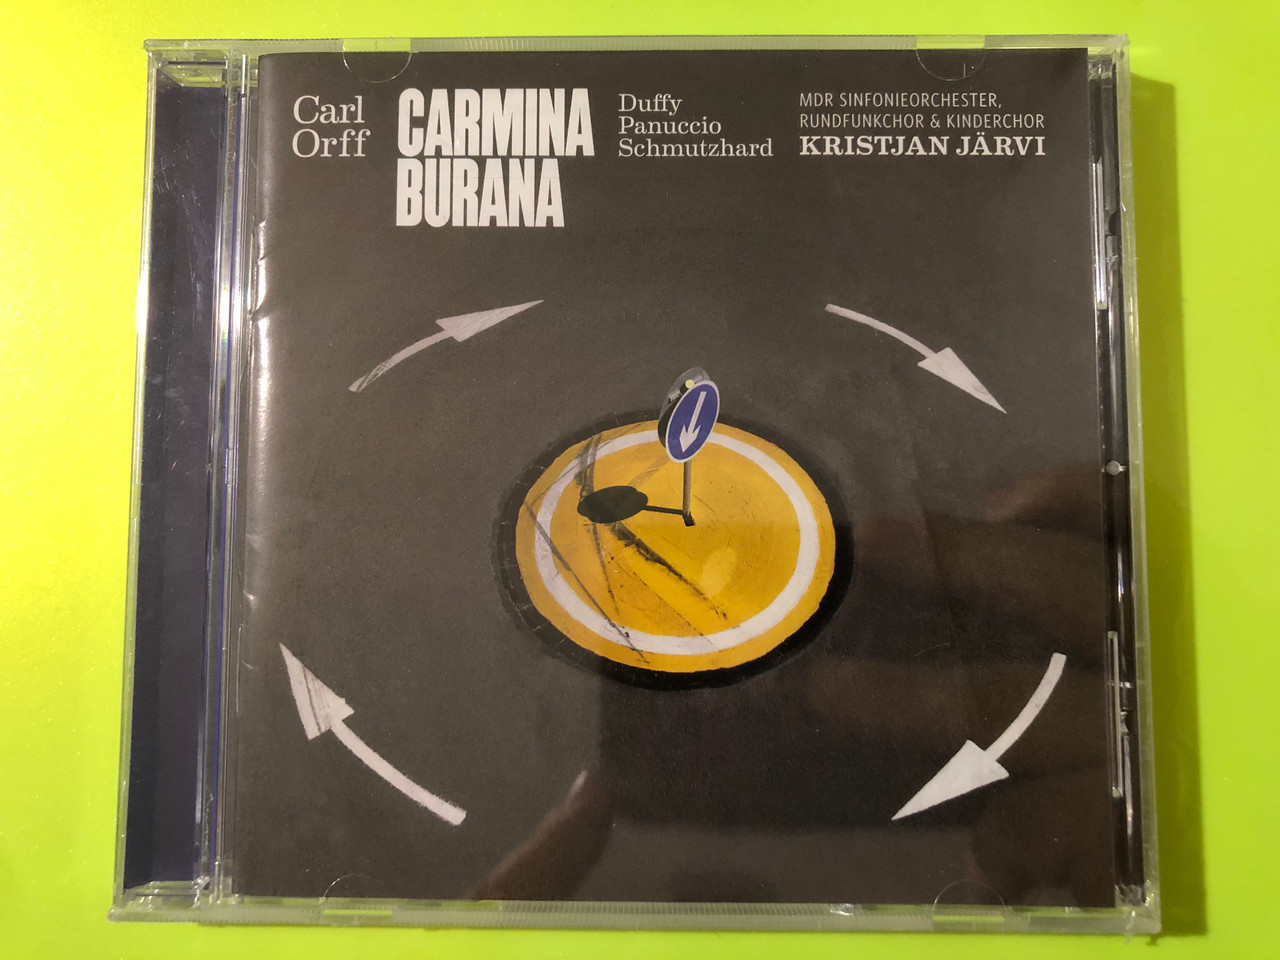 Carl
Orff
CARMINA
BURANA
Duffy
Panuccio
Schmutzhard
MDR SINFONIEORCHESTER,
RUNDFUNKCHOR & KINDERCHOR
KRISTJAN JÄRVI